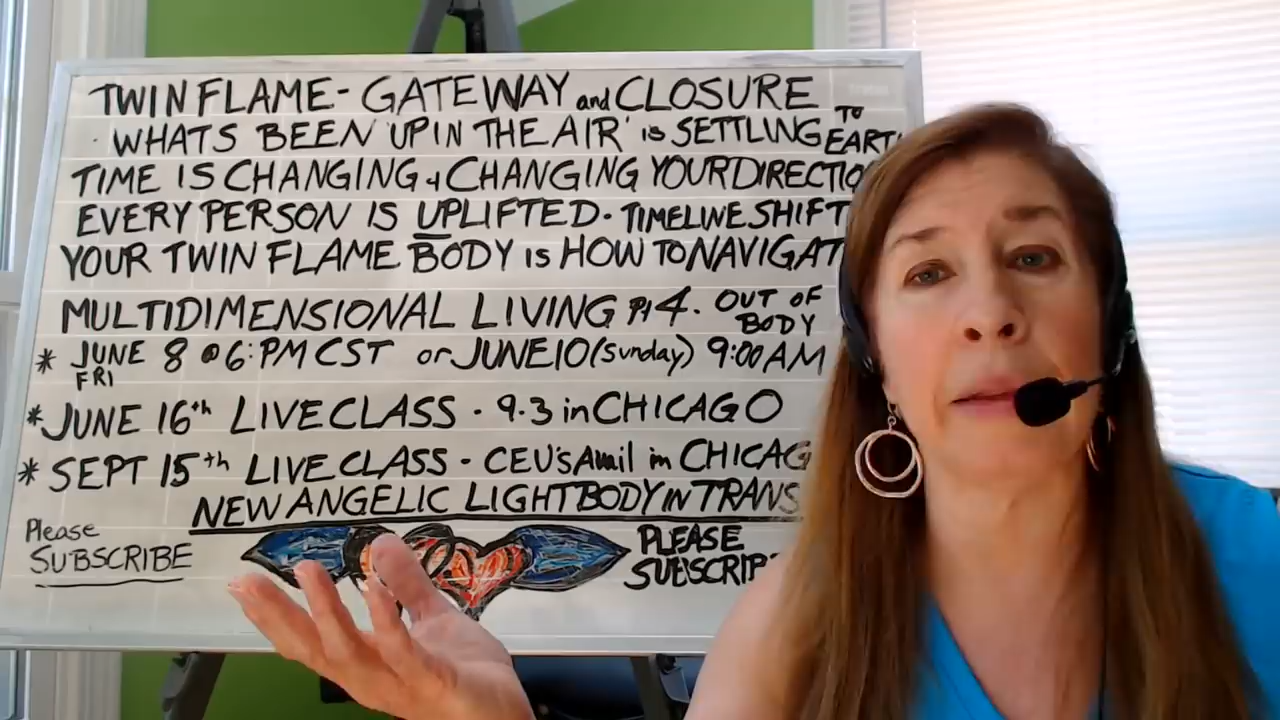 TWIN FLAME - GATEWAY and CLOSURE
· WHATS BEEN 'UP IN THE AIR' is SETTLING TO
TIME IS CHANGING + CHANGING YOUR
EVERY PERSON IS UPLIFTED · TIMELINE SHIFT
YOUR TWIN FLAME BODY is HOW TO
MULTIDIMENSIONAL LIVING Pt 4. OUT OF BODY
* JUNE 8 @ 6:PM CST or JUNE 10 (Sunday) 9:00 AM
FRI
* JUNE 16th LIVE CLASS · 9-3 in CHICAGO
* SEPT 15th LIVE CLASS - CEU's Avail in
NEW ANGELIC LIGHTBODY in
Please
SUBSCRIBE
PLEASE